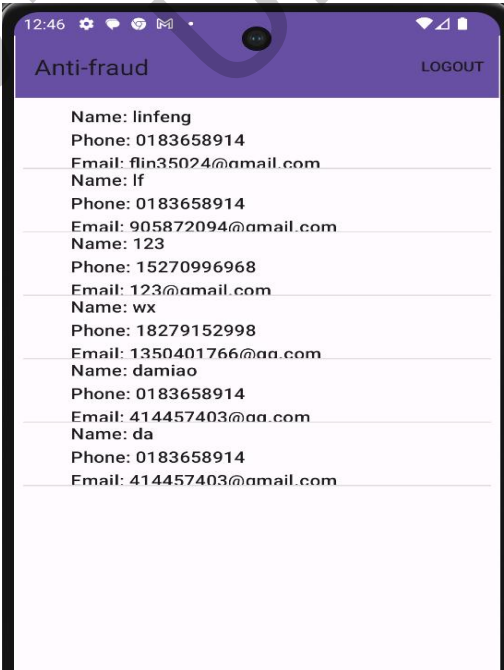 12:46
Anti-fraud
LOGOUT
Name: linfeng
Phone: 0183658914
Email: flin35024@gmail.com
Name: lf
Phone: 0183658914
Email: 905872094@gmail.com
Name: 123
Phone: 15270996968
Email: 123@gmail.com
Name: wx
Phone: 18279152998
Email: 1350401766@qq.com
Name: damiao
Phone: 0183658914
Email: 414457403@qq.com
Name: da
Phone: 0183658914
Email: 414457403@gmail.com